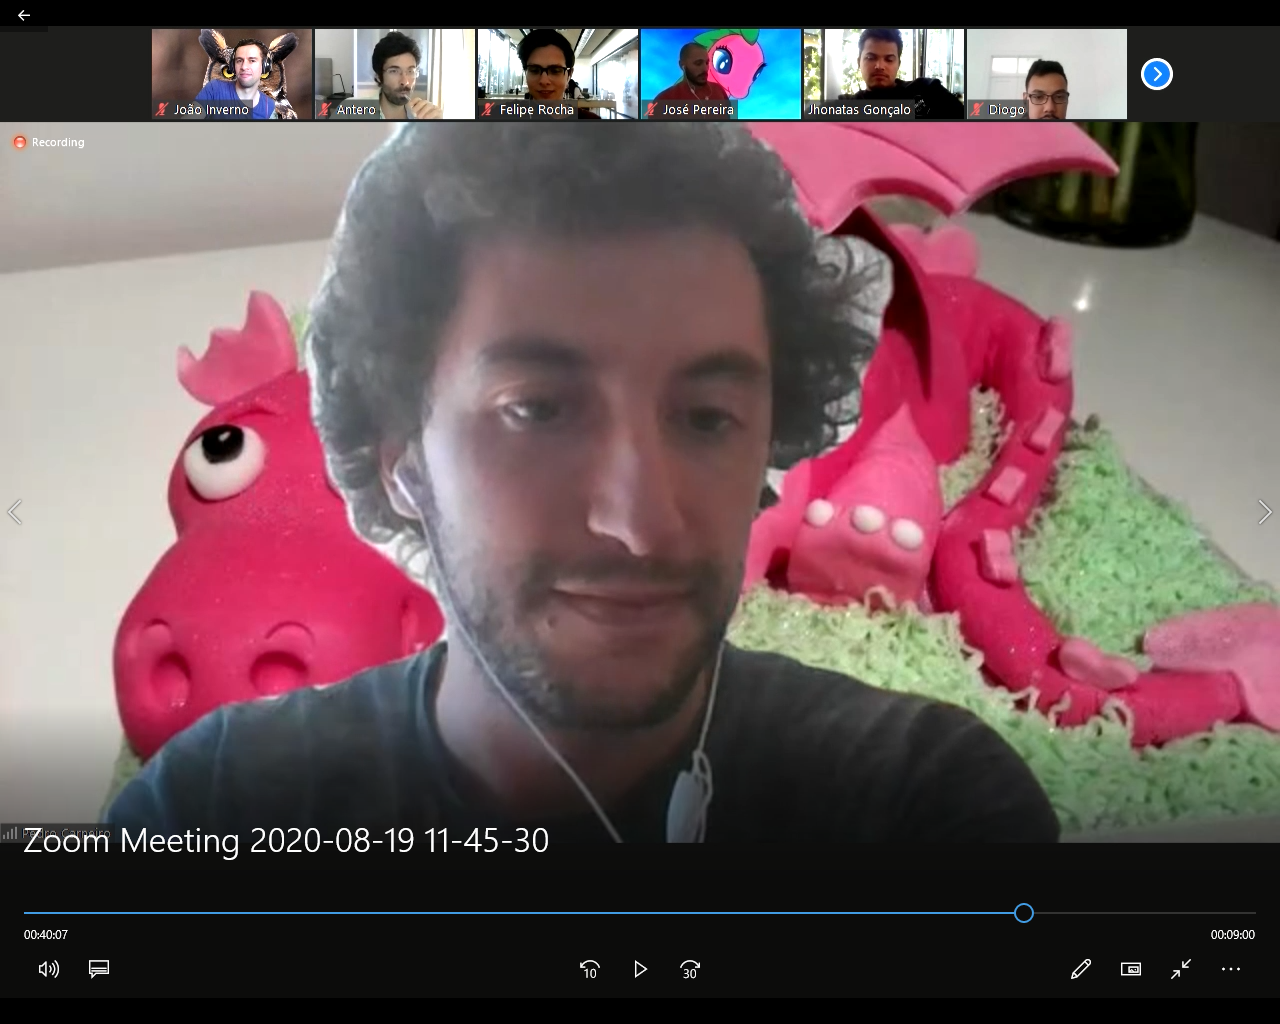 João Inverno
Antero
Felipe Rocha
José Pereira
Jhonatas Gonçalo
Diogo
Recording
Pedro Carneiro
Zoom Meeting 2020-08-19 11-45-30
00:40:07
00:09:00
10
30